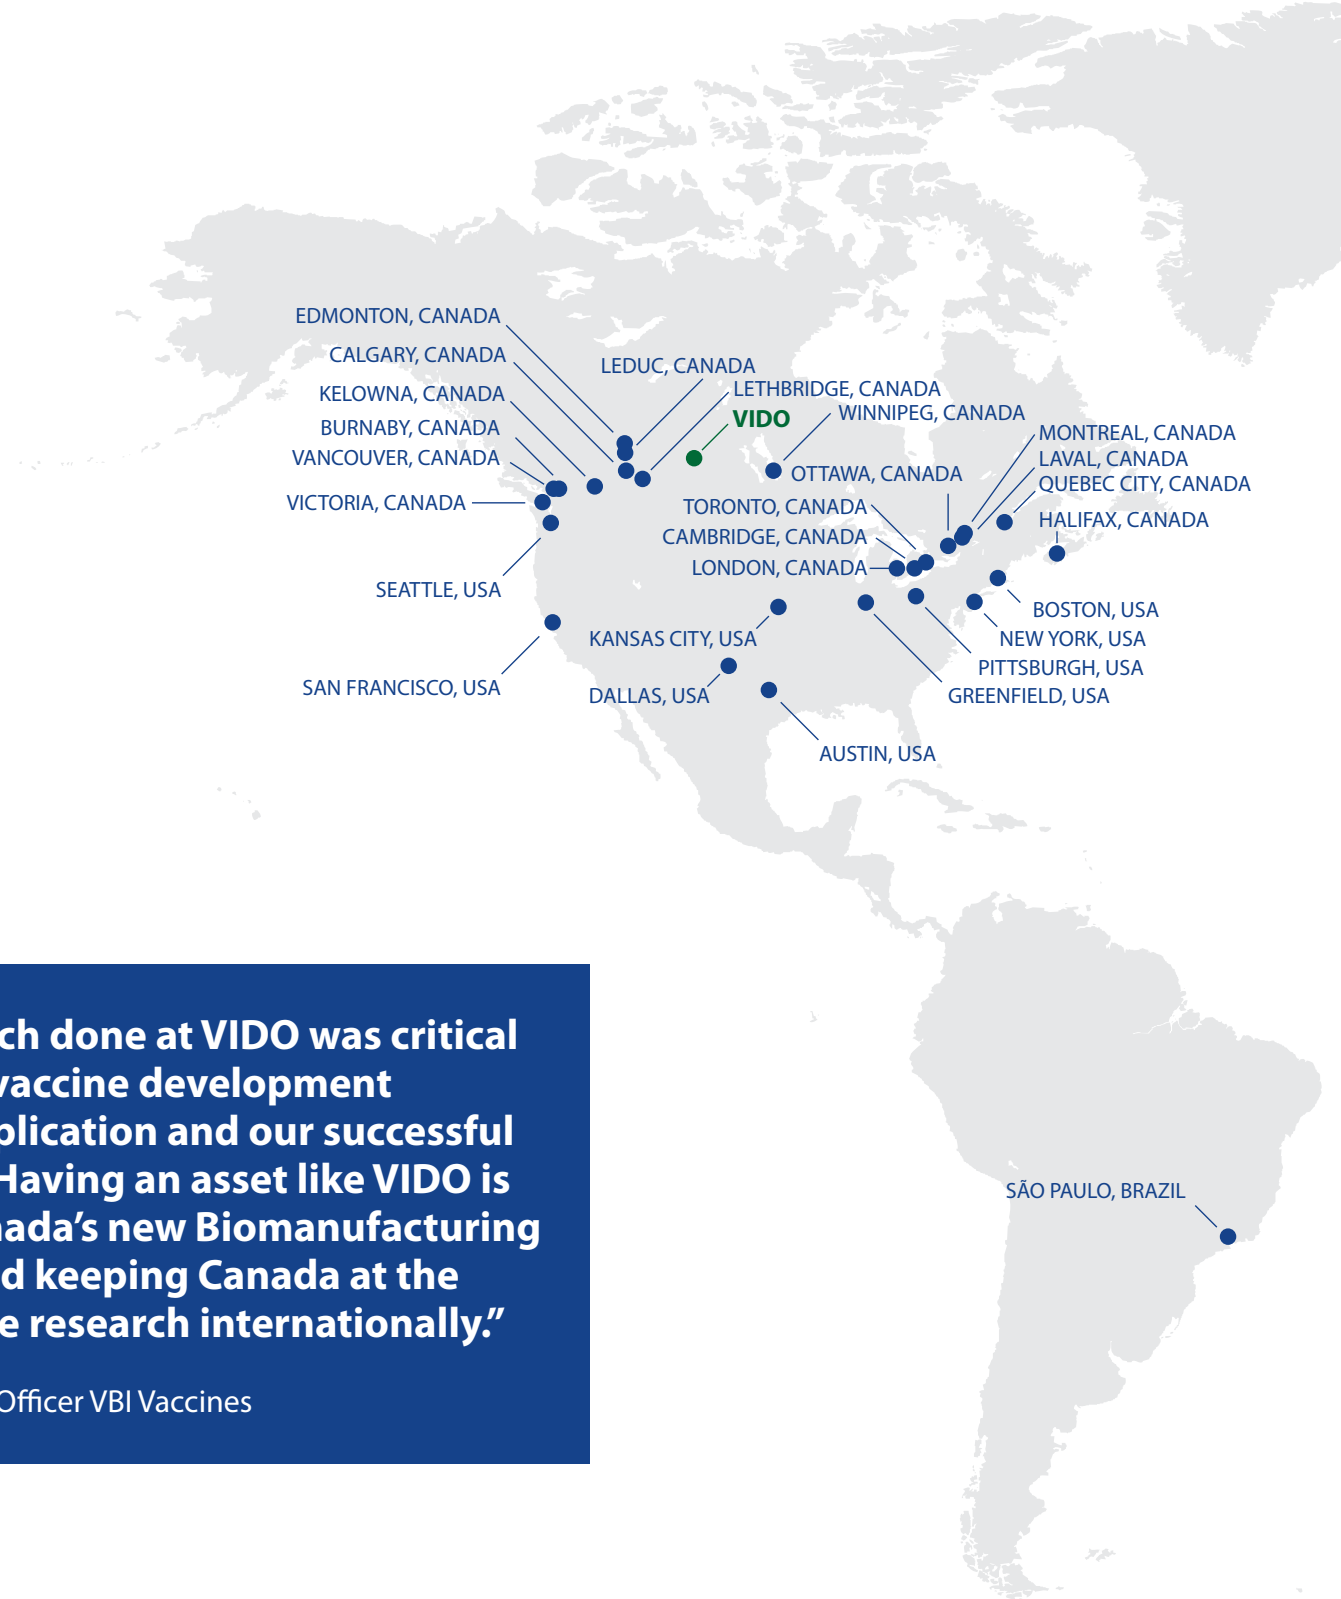 EDMONTON, CANADA
CALGARY, CANADA
LEDUC, CANADA
KELOWNA, CANADA
LETHBRIDGE, CANADA
VIDO
WINNIPEG, CANADA
BURNABY, CANADA
MONTREAL, CANADA
VANCOUVER, CANADA
LAVAL, CANADA
OTTAWA, CANADA
QUEBEC CITY, CANADA
VICTORIA, CANADA
TORONTO, CANADA
HALIFAX, CANADA
CAMBRIDGE, CANADA
LONDON, CANADA
SEATTLE, USA
BOSTON, USA
KANSAS CITY, USA
NEW YORK, USA
PITTSBURGH, USA
SAN FRANCISCO, USA
DALLAS, USA
GREENFIELD, USA
AUSTIN, USA
ch done at VIDO was critical
vaccine development
plication and our successful
Having an asset like VIDO is
nada’s new Biomanufacturing
d keeping Canada at the
e research internationally.”
Officer VBI Vaccines
SÃO PAULO, BRAZIL